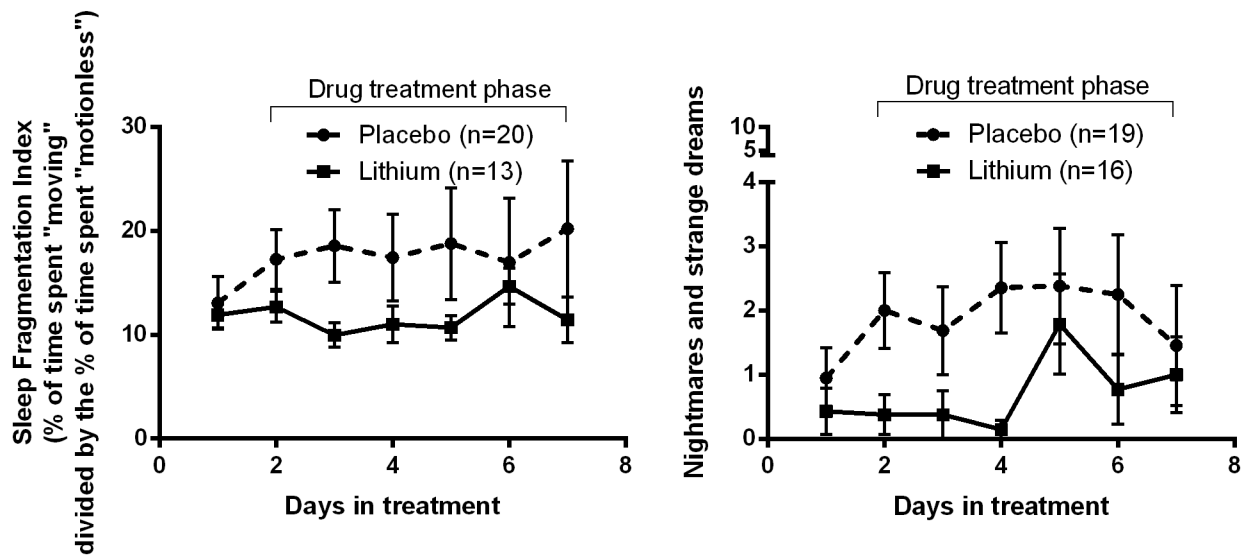 Sleep Fragmentation Index
(% of time spent "moving"
divided by the % of time spent "motionless")
Drug treatment phase
Placebo (n=20)
Lithium (n=13)
30
20
10
0
0 2 4 6 8
Days in treatment
Nightmares and strange dreams
Drug treatment phase
Placebo (n=19)
Lithium (n=16)
10
5
4
3
2
1
0
0 2 4 6 8
Days in treatment